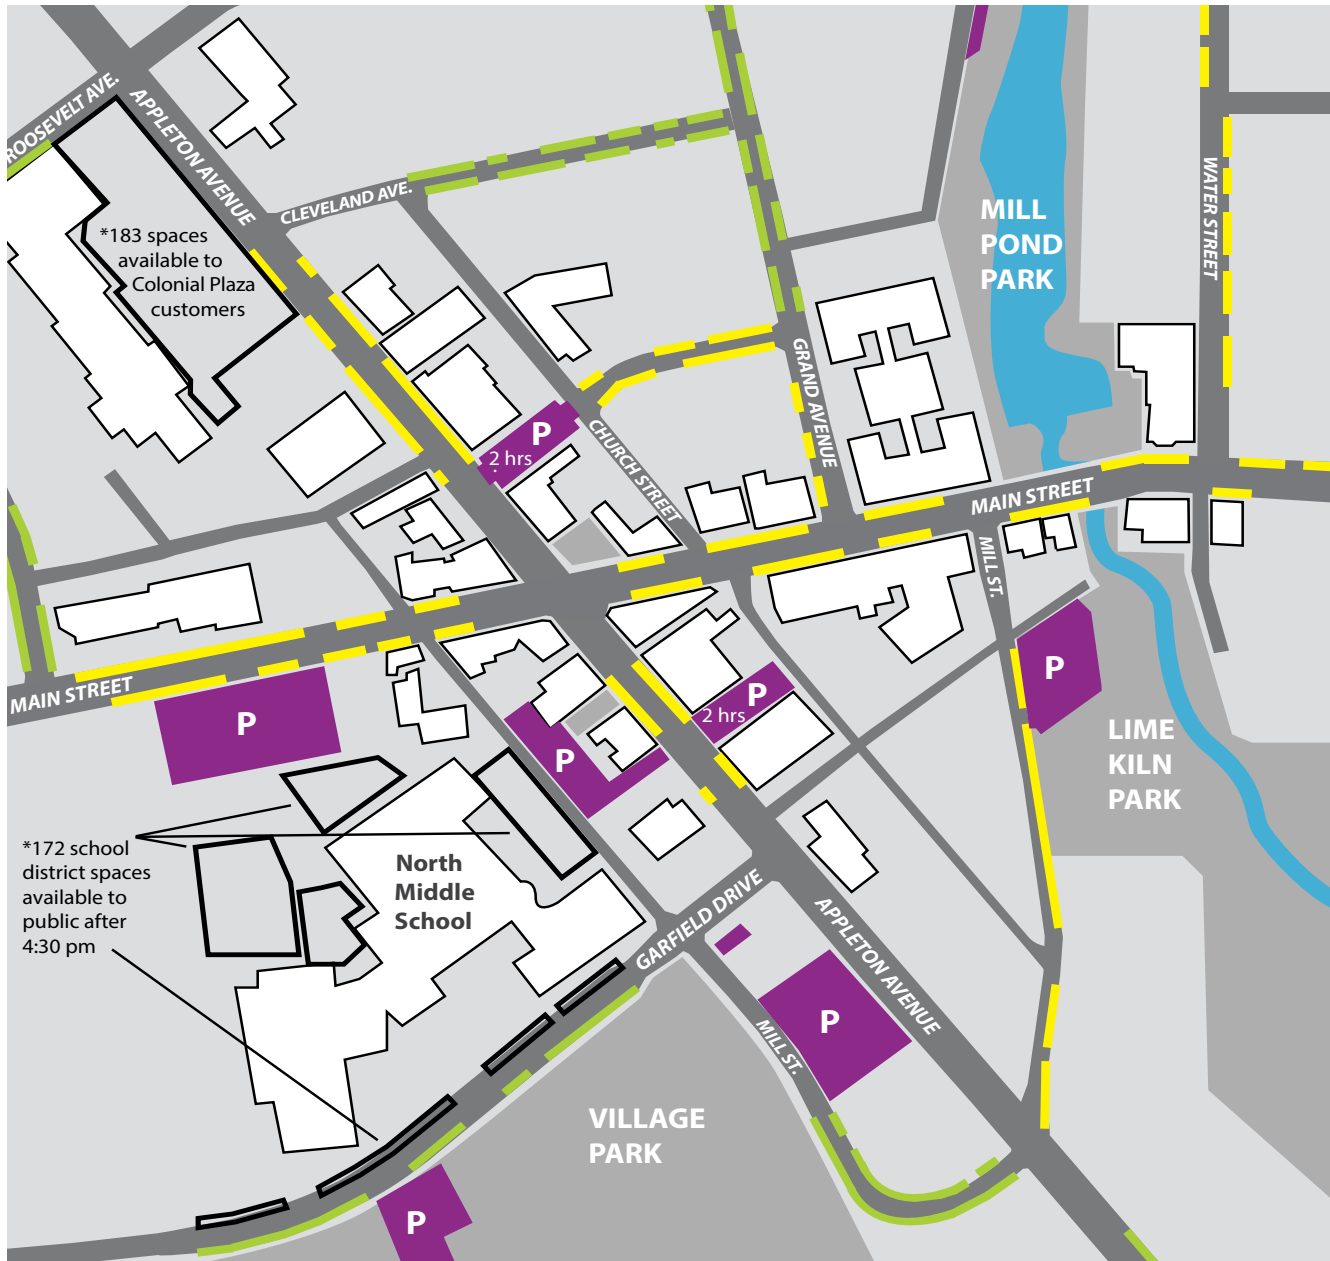 ROOSEVELT AVE.
APPLETON AVENUE
CLEVELAND AVE.
*183 spaces
available to
Colonial Plaza
customers
MILL
POND
PARK
WATER STREET
GRAND AVENUE
CHURCH STREET
P
2 hrs
MAIN STREET
MILL ST.
MAIN STREET
P
P
P
2 hrs
P
LIME
KILN
PARK
*172 school
district spaces
available to
public after
4:30 pm
North
Middle
School
GARFIELD DRIVE
APPLETON AVENUE
P
MILL ST.
VILLAGE
PARK
P